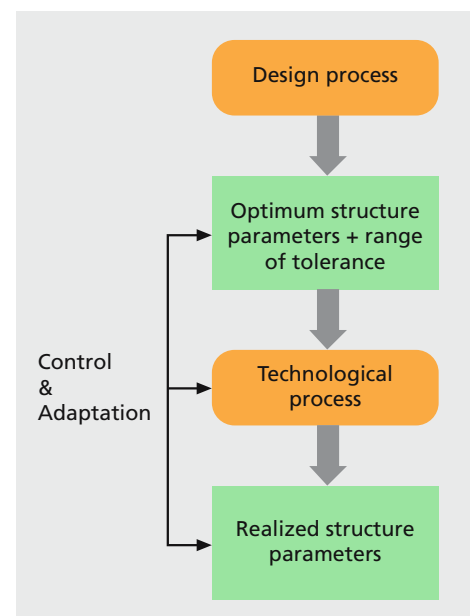 Design process
Optimum structure
parameters + range
of tolerance
Control
&
Adaptation
Technological
process
Realized structure
parameters